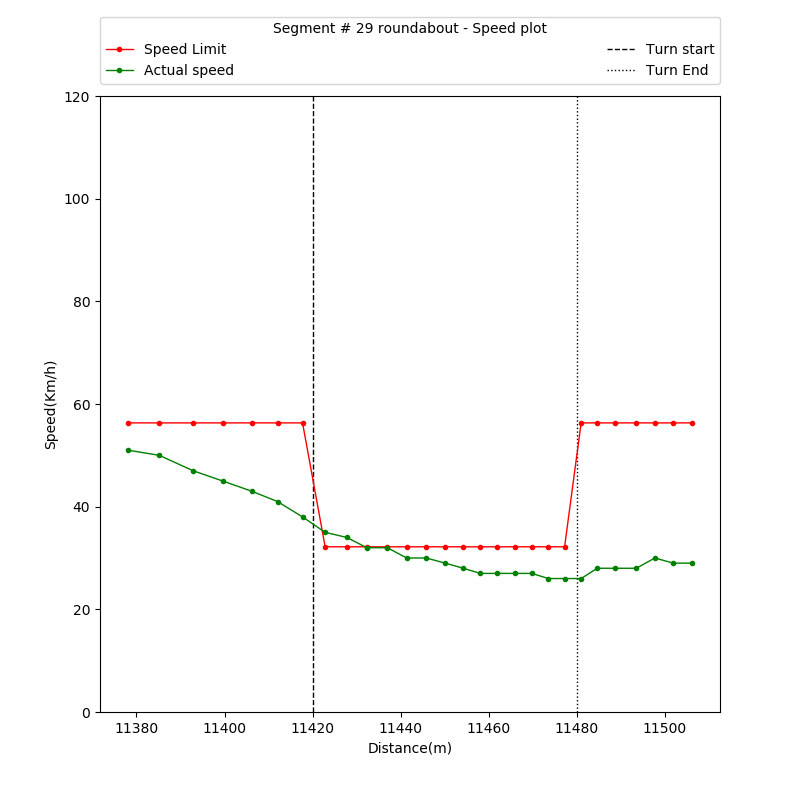 Segment # 29 roundabout - Speed plot
Speed Limit
Actual speed
Turn start
Turn End
120
100
80
60
40
20
0
Speed(Km/h)
11380 11400 11420 11440 11460 11480 11500
Distance(m)